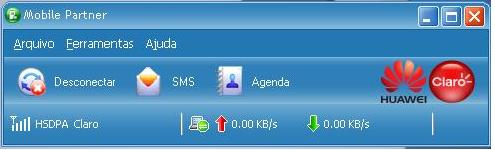 Mobile Partner
Arquivo Ferramentas Ajuda
Desconectar SMS Agenda
HUAWEI Claro
HSDPA Claro 0.00 KB/s 0.00 KB/s